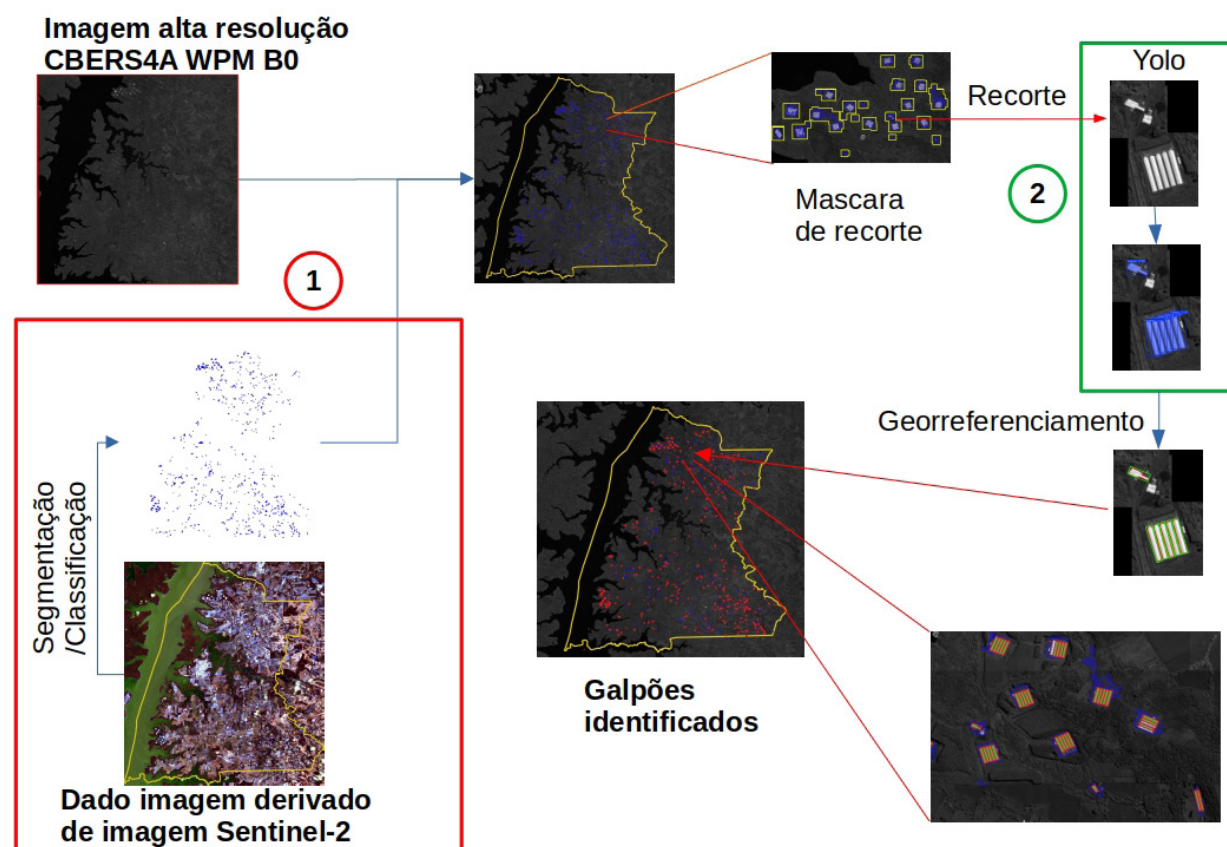 Imagem alta resolução
CBERS4A WPM B0
Yolo
Recorte
2
Mascara
de recorte
1
Georreferenciamento
Segmentação
/Classificação
Galpões
identificados
Dado imagem derivado
de imagem Sentinel-2